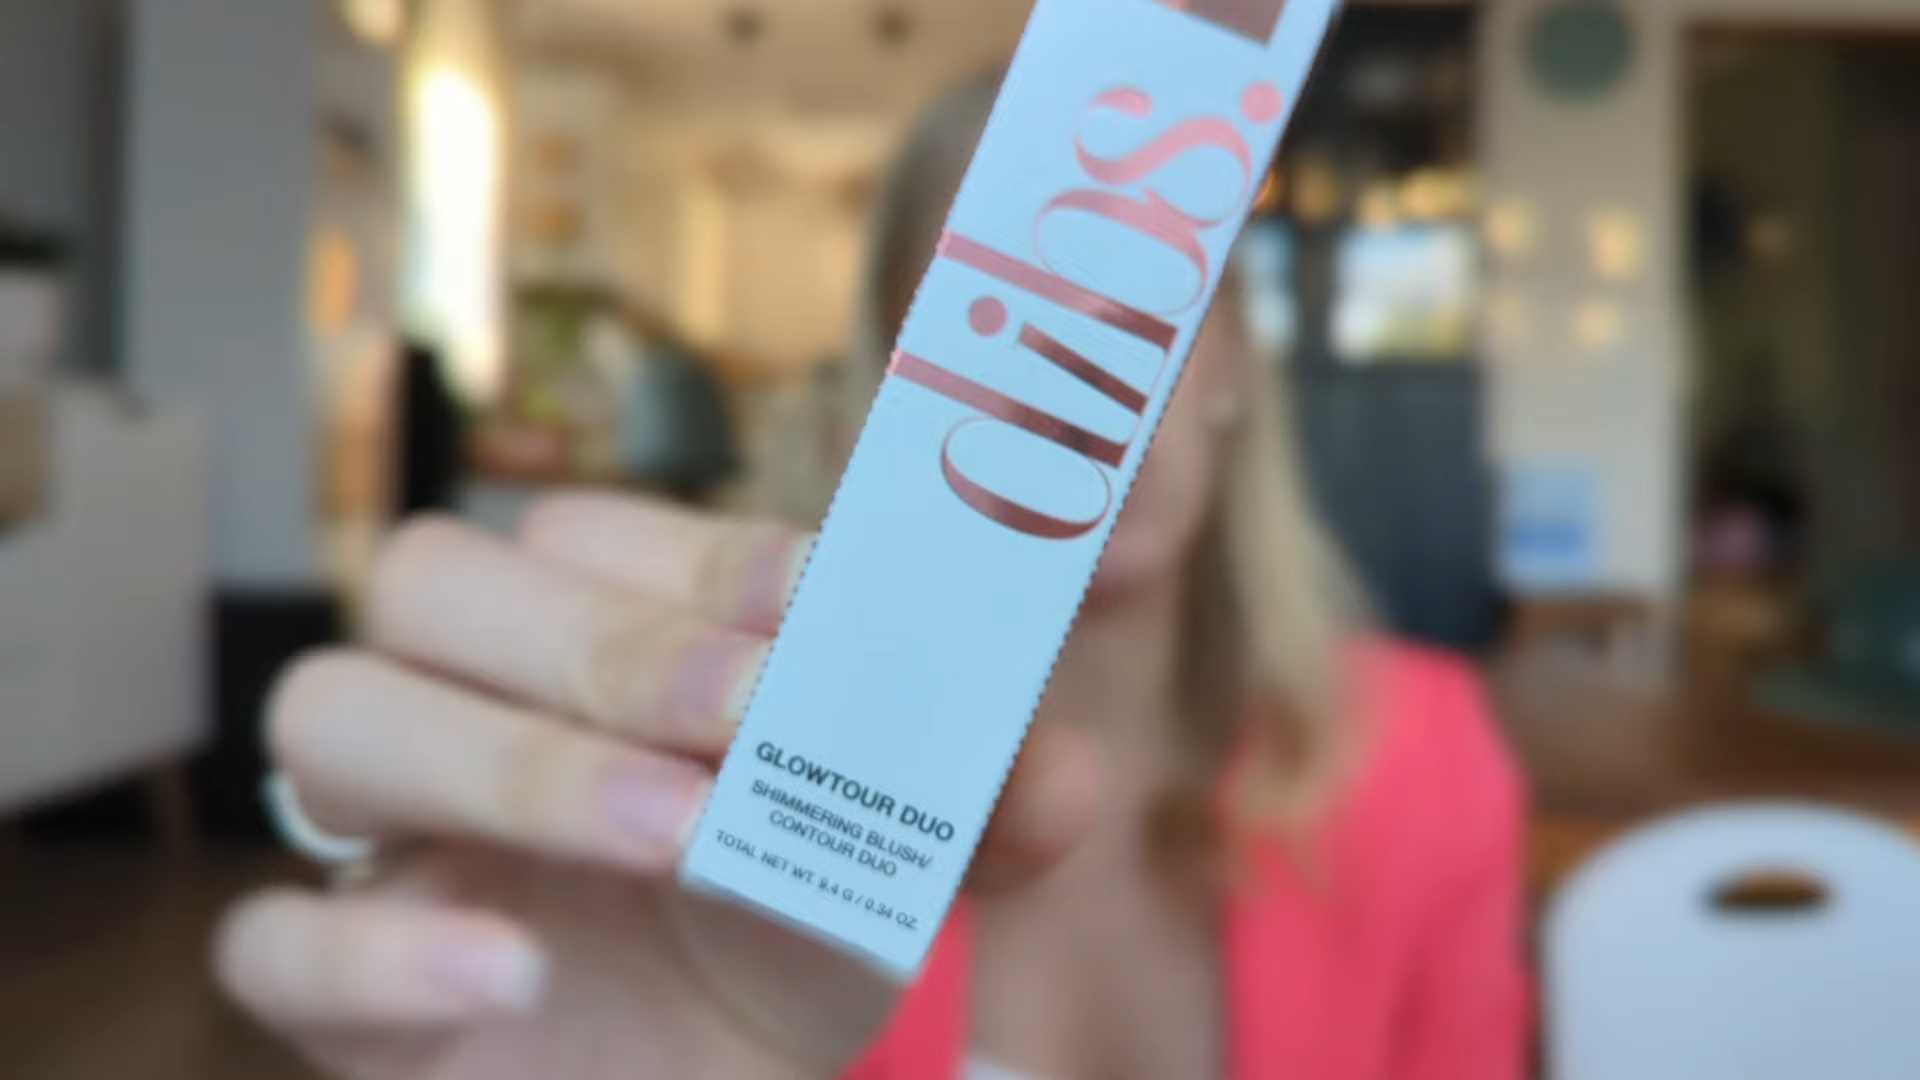 dibs.
GLOWTOUR DUO
SHIMMERING BLUSH/
CONTOUR DUO
TOTAL NET WT. 9.4 G / 0.34 OZ.